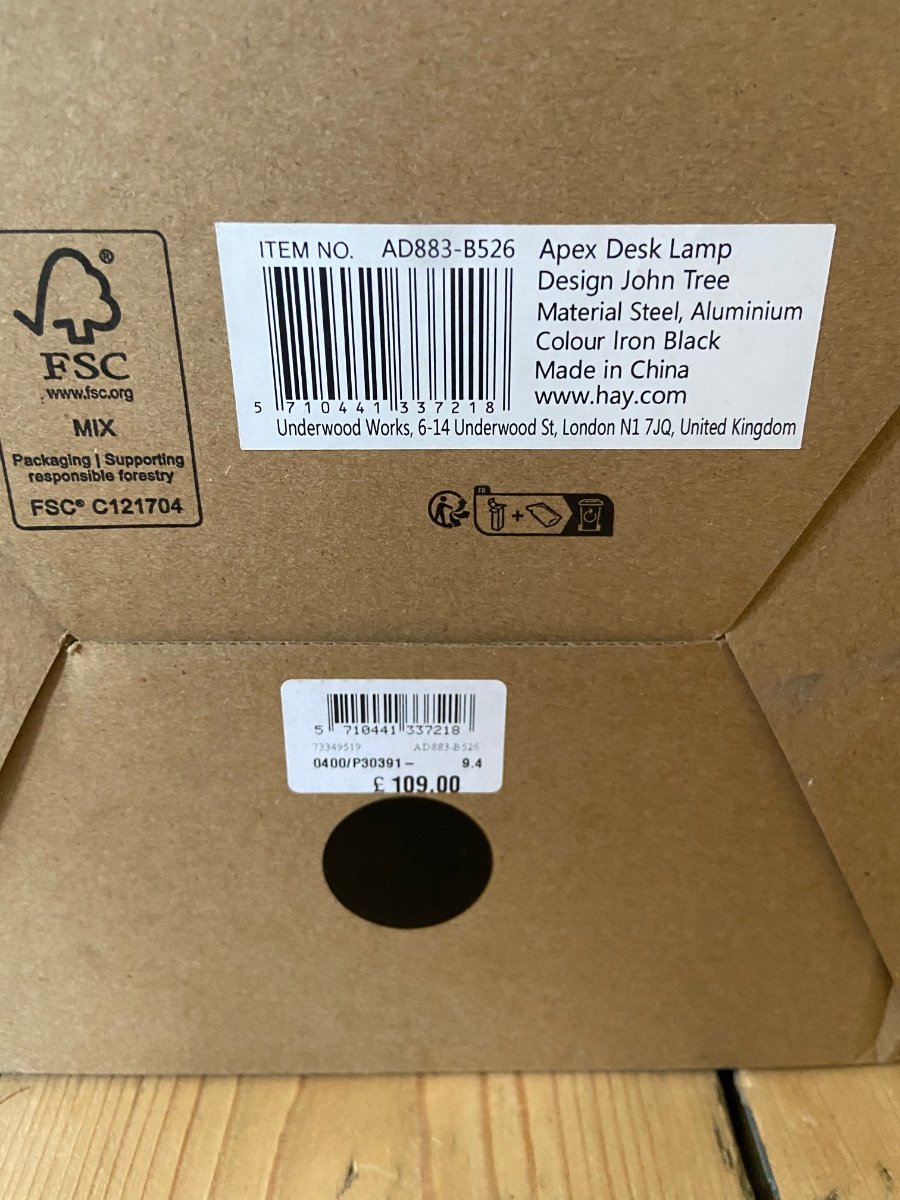 FSC®
www.fsc.org
MIX
Packaging | Supporting
responsible forestry
FSC® C121704
ITEM NO. AD883-B526
5 710441 337218
Apex Desk Lamp
Design John Tree
Material Steel, Aluminium
Colour Iron Black
Made in China
www.hay.com
Underwood Works, 6-14 Underwood St, London N1 7JQ, United Kingdom
FR
+
5 710441 337218
73349519 AD883-B526
0400/P30391— 9.4
£ 109.00